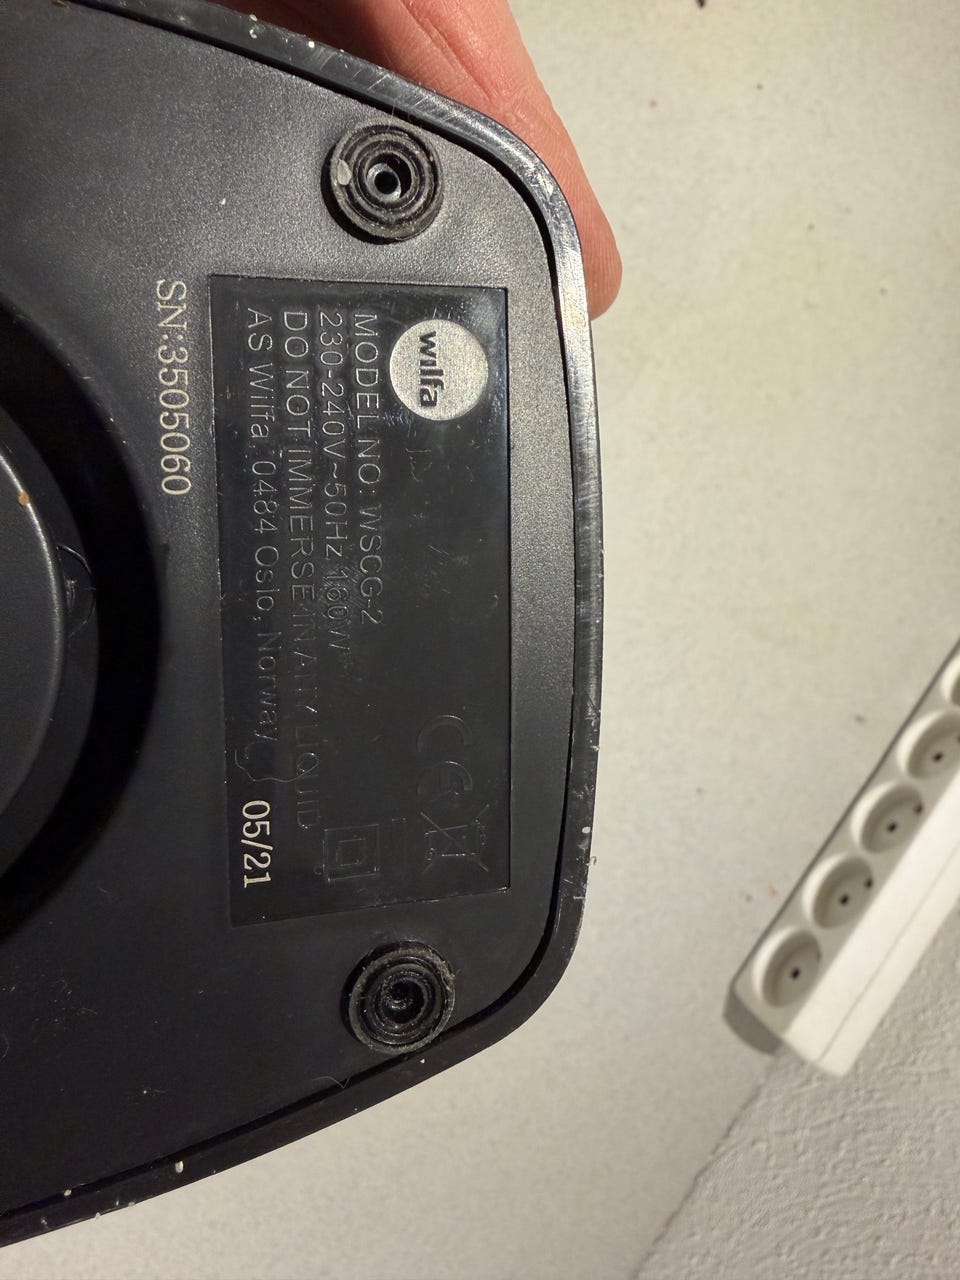 wilfa
MODEL NO: WSCG-2
230-240V~50Hz 160W
DO NOT IMMERSE IN ANY LIQUID
AS Wilfa, 0484 Oslo, Norway
05/21
CE
SN:3505060